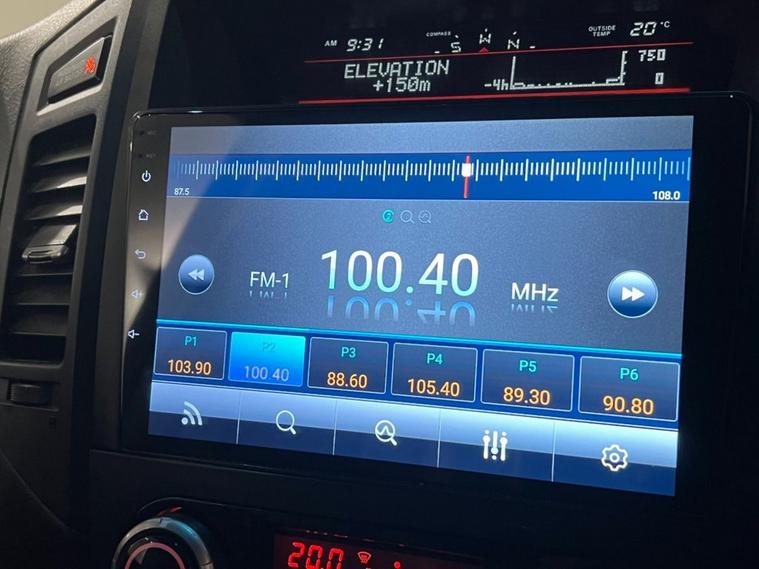 AM 9:31
COMPASS
S W N
OUTSIDE TEMP 20°C
ELEVATION
+150m
-4h
750
0
87.5 108.0
FM-1 100.40 MHz
P1 P2 P3 P4 P5 P6
103.90 100.40 88.60 105.40 89.30 90.80
20.0